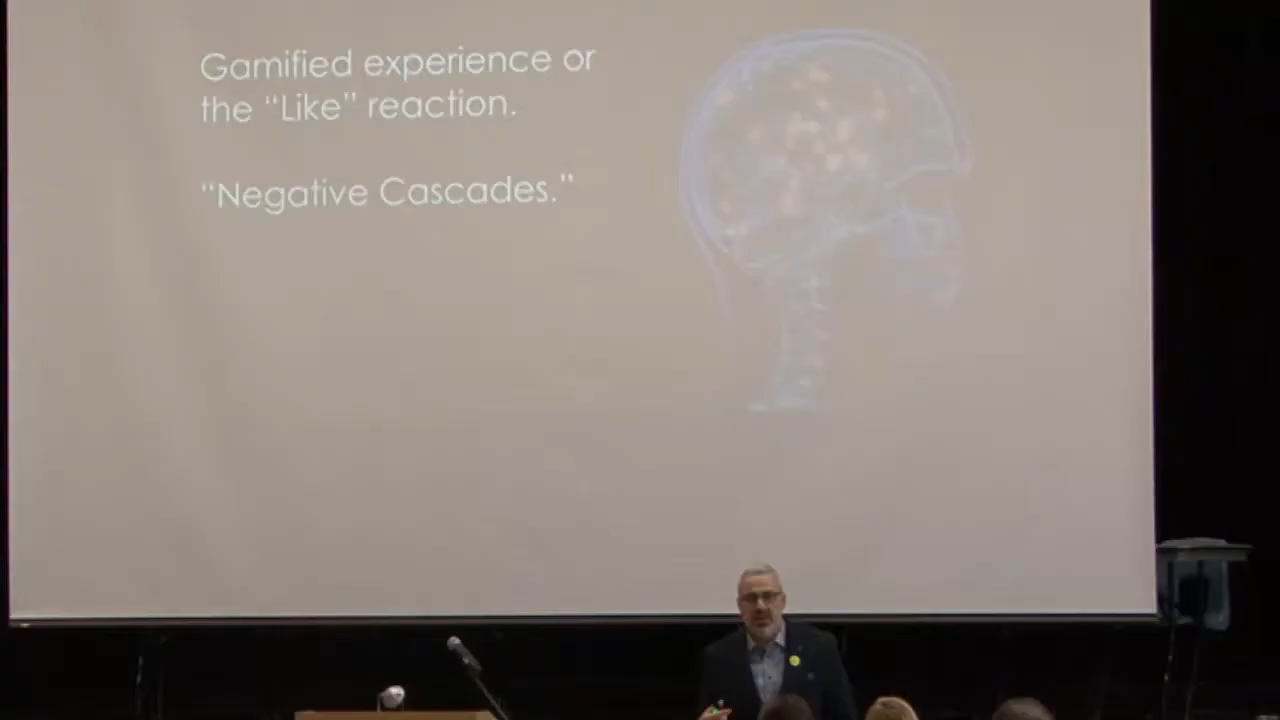 Gamified experience or
the “Like” reaction.
“Negative Cascades.”